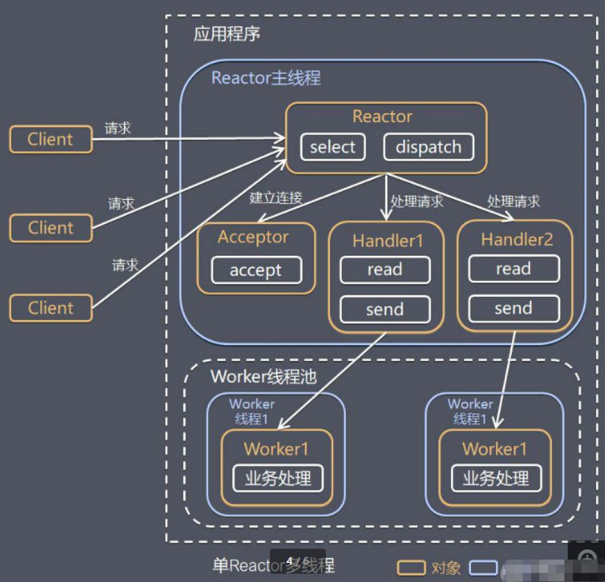 应用程序
Reactor主线程
Reactor
select
dispatch
Client
请求
Client
请求
Client
请求
建立连接
处理请求
处理请求
Acceptor
accept
Handler1
read
send
Handler2
read
send
Worker线程池
Worker
线程1
Worker1
业务处理
Worker
线程1
Worker1
业务处理
单Reactor多线程
对象